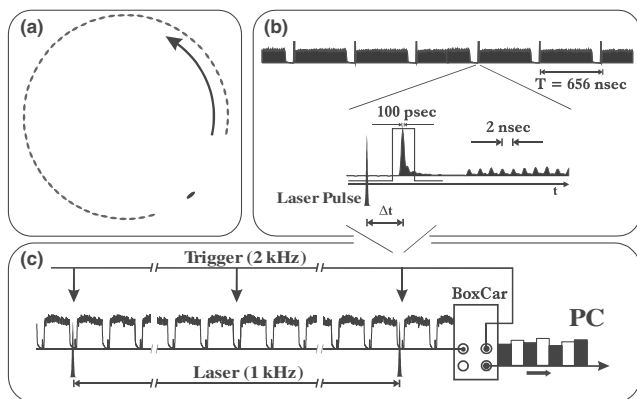 (a)
(b)
T = 656 nsec
100 psec
2 nsec
t
Laser Pulse
Δt
(c)
Trigger (2 kHz)
BoxCar
PC
Laser (1 kHz)